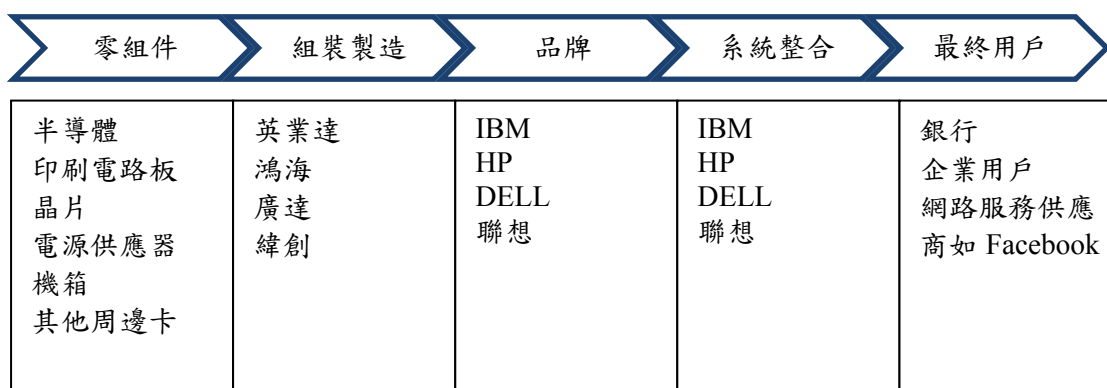 零組件
組裝製造
品牌
系統整合
最終用戶
半導體
印刷電路板
晶片
電源供應器
機箱
其他周邊卡
英業達
鴻海
廣達
緯創
IBM
HP
DELL
聯想
IBM
HP
DELL
聯想
銀行
企業用戶
網路服務供應
商如 Facebook